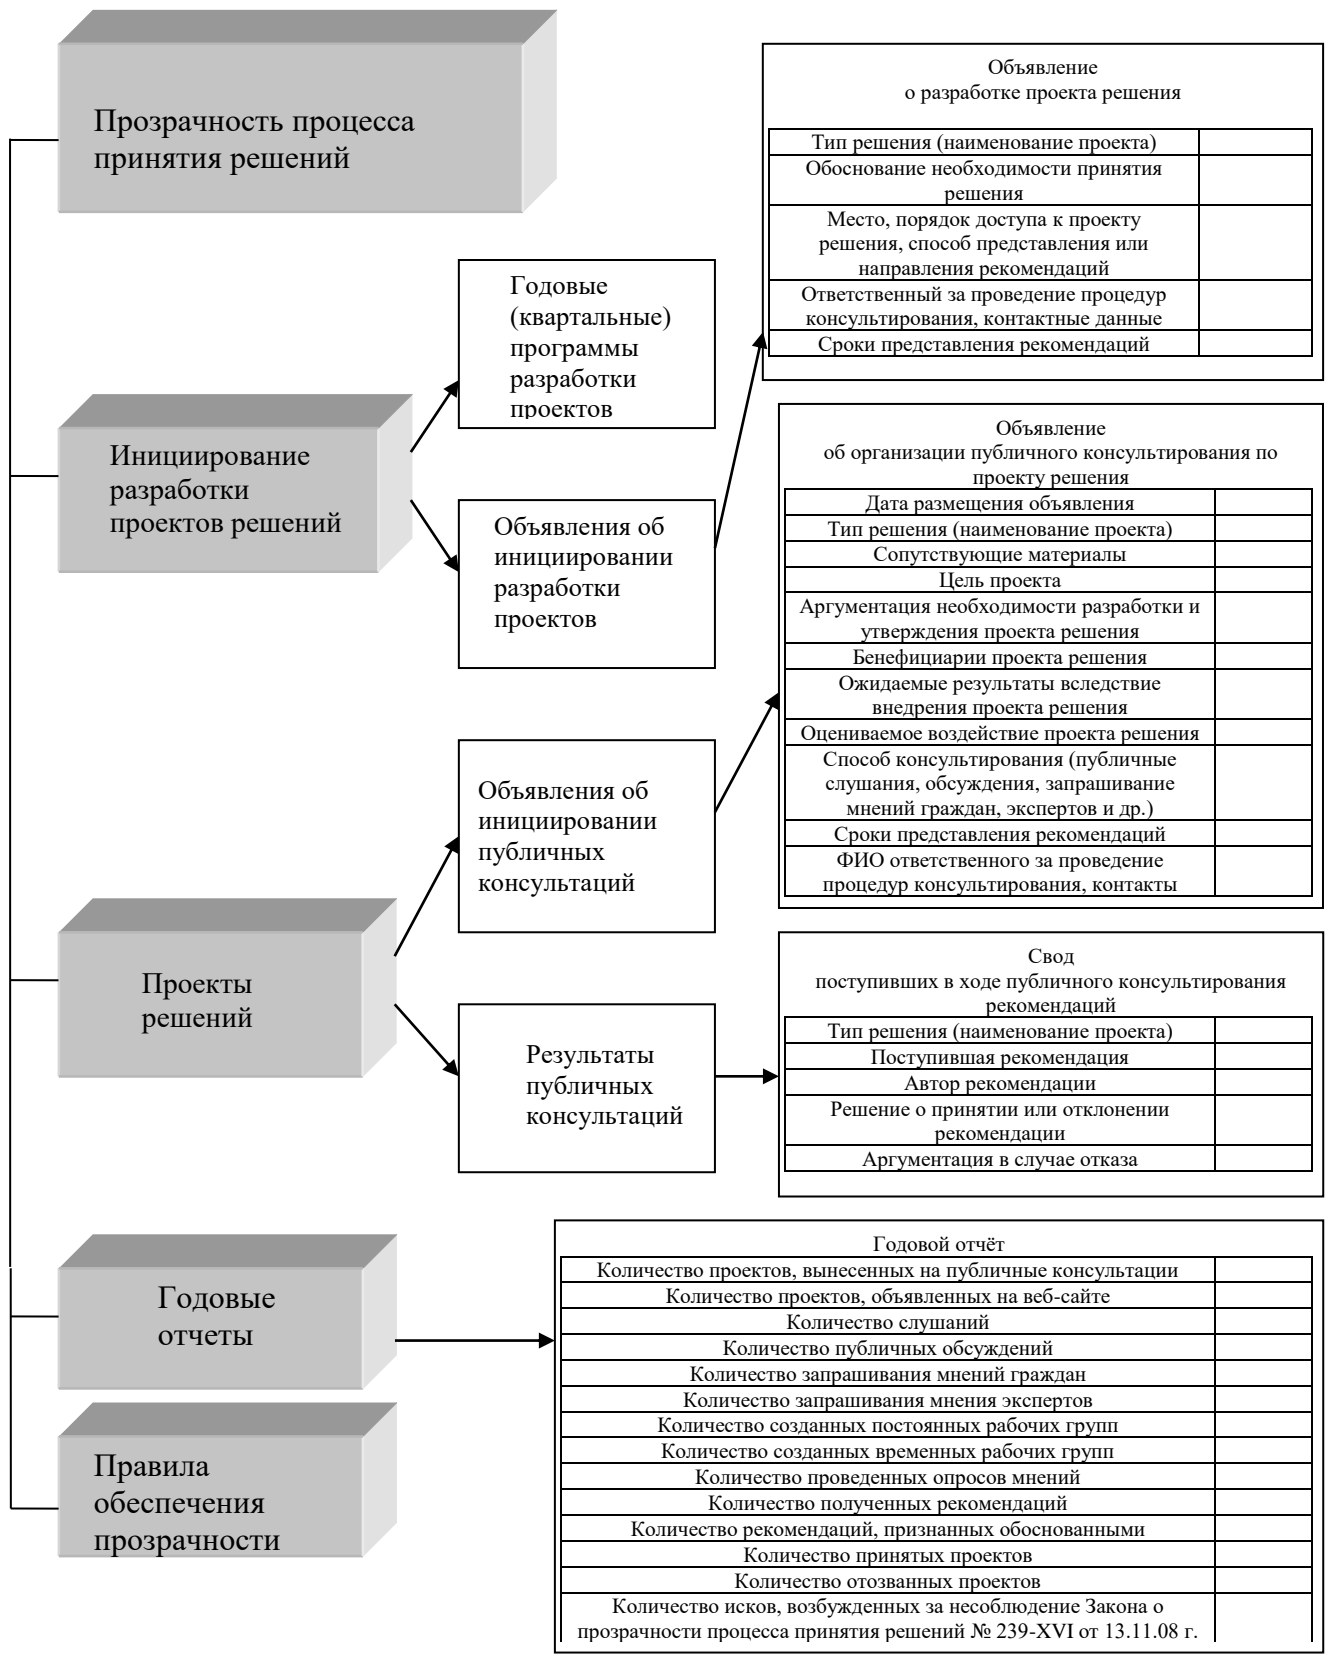 Прозрачность процесса
принятия решений
Объявление
о разработке проекта решения
Тип решения (наименование проекта)
Обоснование необходимости принятия
решения
Место, порядок доступа к проекту
решения, способ представления или
направления рекомендаций
Ответственный за проведение процедур
консультирования, контактные данные
Сроки представления рекомендаций
Годовые
(квартальные)
программы
разработки
проектов
Инициирование
разработки
проектов решений
Объявления об
инициировании
разработки
проектов
Объявление
об организации публичного консультирования по
проекту решения
Дата размещения объявления
Тип решения (наименование проекта)
Сопутствующие материалы
Цель проекта
Аргументация необходимости разработки и
утверждения проекта решения
Бенефициарии проекта решения
Ожидаемые результаты вследствие
внедрения проекта решения
Оцениваемое воздействие проекта решения
Способ консультирования (публичные
слушания, обсуждения, запрашивание
мнений граждан, экспертов и др.)
Сроки представления рекомендаций
ФИО ответственного за проведение
процедур консультирования, контакты
Объявления об
инициировании
публичных
консультаций
Проекты
решений
Результаты
публичных
консультаций
Свод
поступивших в ходе публичного консультирования
рекомендаций
Тип решения (наименование проекта)
Поступившая рекомендация
Автор рекомендации
Решение о принятии или отклонении
рекомендации
Аргументация в случае отказа
Годовые
отчеты
Годовой отчёт
Количество проектов, вынесенных на публичные консультации
Количество проектов, объявленных на веб-сайте
Количество слушаний
Количество публичных обсуждений
Количество запрашивания мнений граждан
Количество запрашивания мнения экспертов
Количество созданных постоянных рабочих групп
Количество созданных временных рабочих групп
Количество проведенных опросов мнений
Количество полученных рекомендаций
Количество рекомендаций, признанных обоснованными
Количество принятых проектов
Количество отозванных проектов
Количество исков, возбужденных за несоблюдение Закона о
прозрачности процесса принятия решений № 239-XVI от 13.11.08 г.
Правила
обеспечения
прозрачности